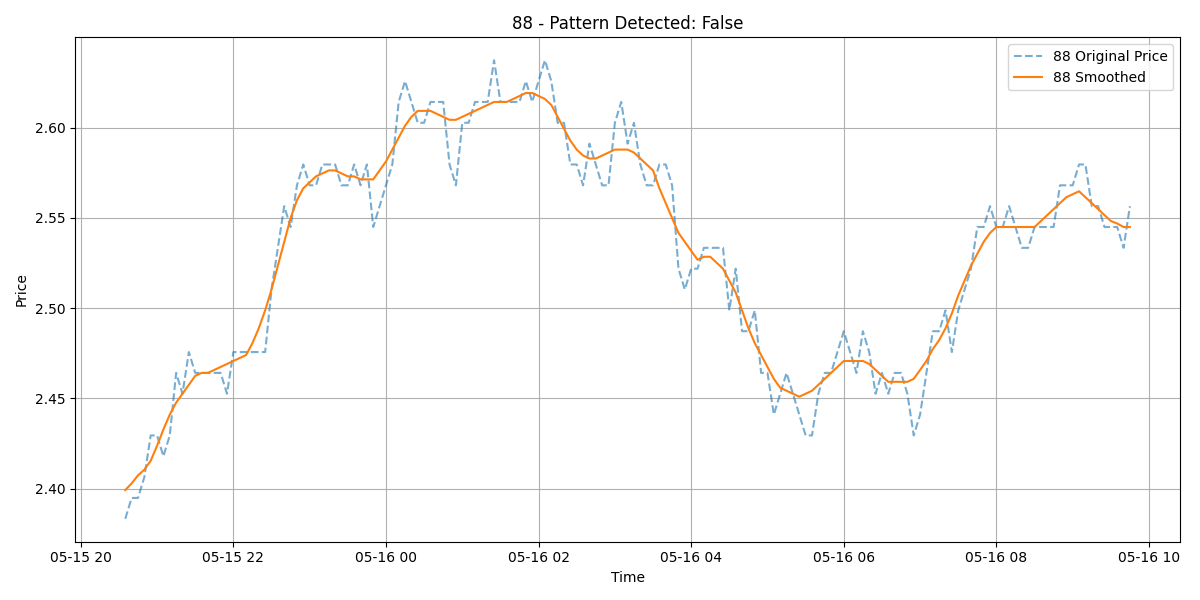 88 - Pattern Detected: False
88 Original Price
88 Smoothed
Price
2.60
2.55
2.50
2.45
2.40
05-15 20
05-15 22
05-16 00
05-16 02
05-16 04
05-16 06
05-16 08
05-16 10
Time